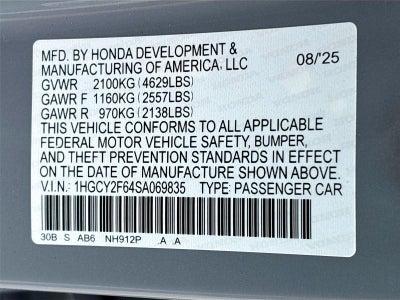 MFD. BY HONDA DEVELOPMENT &
MANUFACTURING OF AMERICA, LLC 08/'25
GVWR 2100KG (4629LBS)
GAWR F 1160KG (2557LBS)
GAWR R 970KG (2138LBS)
THIS VEHICLE CONFORMS TO ALL APPLICABLE
FEDERAL MOTOR VEHICLE SAFETY, BUMPER,
AND THEFT PREVENTION STANDARDS IN EFFECT
ON THE DATE OF MANUFACTURE SHOWN ABOVE.
V.I.N.: 1HGCY2F64SA069835 TYPE: PASSENGER CAR
30B S AB6 NH912P .A .A